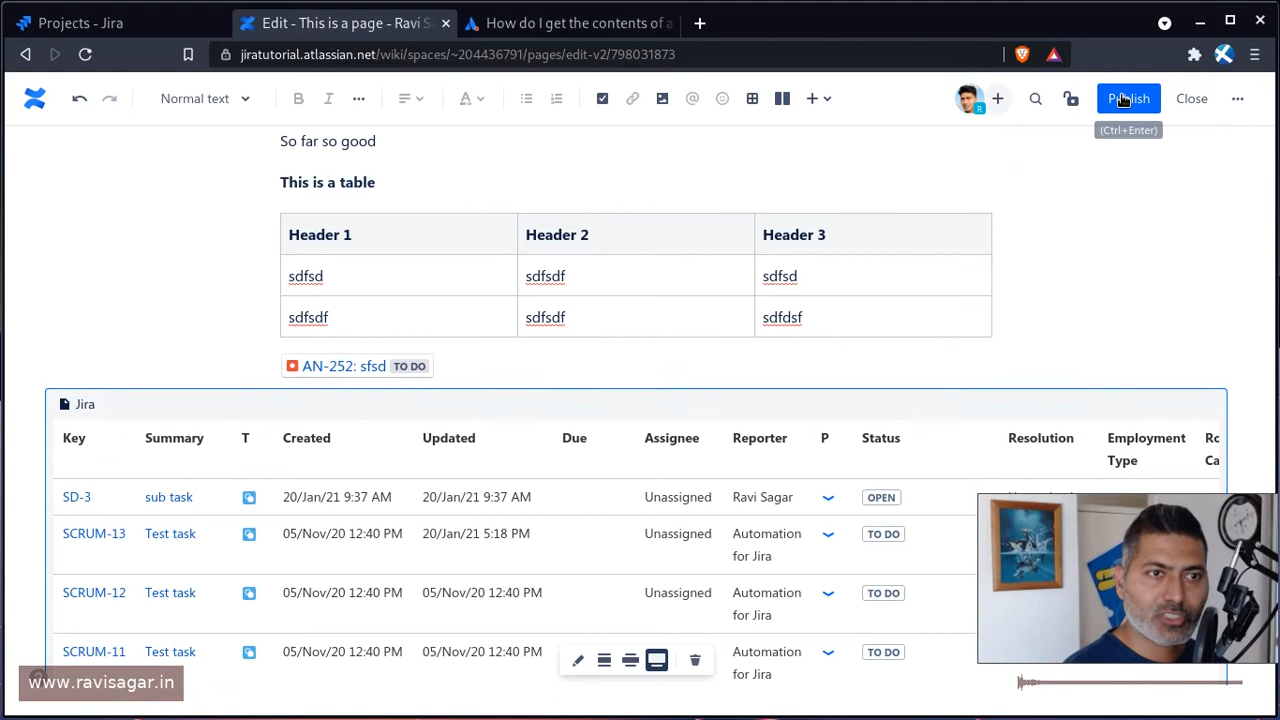 Projects - Jira
Edit - This is a page - Ravi S
How do I get the contents of a
jiratutorial.atlassian.net/wiki/spaces/~204436791/pages/edit-v2/798031873
Normal text
B I
A
R
Publish
Close
(Ctrl+Enter)
So far so good
This is a table
Header 1 Header 2 Header 3
sdfsd sdfsdf sdfsd
sdfsdf sdfsdf sdfdsf
AN-252: sfsd TO DO
Jira
Key Summary T Created Updated Due Assignee Reporter P Status Resolution Employment Ro
Type Ca
SD-3 sub task 20/Jan/21 9:37 AM 20/Jan/21 9:37 AM Unassigned Ravi Sagar OPEN
SCRUM-13 Test task 05/Nov/20 12:40 PM 20/Jan/21 5:18 PM Unassigned Automation TO DO
for Jira
SCRUM-12 Test task 05/Nov/20 12:40 PM 05/Nov/20 12:40 PM Unassigned Automation TO DO
for Jira
SCRUM-11 Test task 05/Nov/20 12:40 PM 05/Nov/20 12:40 PM Automation TO DO
for Jira
www.ravisagar.in